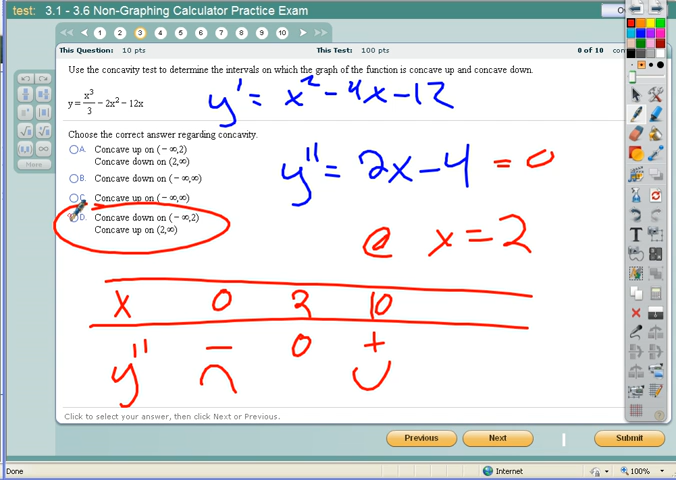 test: 3.1 - 3.6 Non-Graphing Calculator Practice Exam
1 2 3 4 5 6 7 8 9 10
This Question: 10 pts
This Test: 100 pts
0 of 10
Use the concavity test to determine the intervals on which the graph of the function is concave up and concave down.
y = x³/3 − 2x² − 12x
y' = x² − 4x − 12
Choose the correct answer regarding concavity.
A. Concave up on (− ∞,2)
Concave down on (2,∞)
B. Concave down on (− ∞,∞)
C. Concave up on (− ∞,∞)
D. Concave down on (− ∞,2)
Concave up on (2,∞)
y'' = 2x − 4 = 0
@ x = 2
x 0 2 10
y'' − 0 +
More
Click to select your answer, then click Next or Previous.
Previous
Next
Submit
Done
Internet
100%